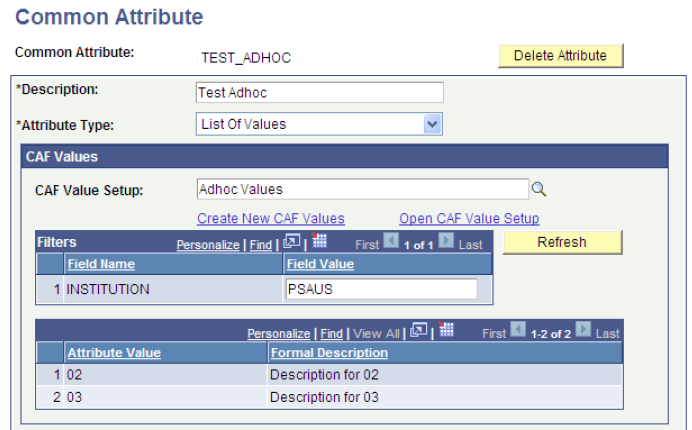 Common Attribute
Common Attribute: TEST_ADHOC Delete Attribute
*Description: Test Adhoc
*Attribute Type: List Of Values
CAF Values
CAF Value Setup: Adhoc Values
Create New CAF Values Open CAF Value Setup
Filters Personalize | Find | First 1 of 1 Last Refresh
Field Name Field Value
1 INSTITUTION PSAUS
Personalize | Find | View All | First 1-2 of 2 Last
Attribute Value Formal Description
1 02 Description for 02
2 03 Description for 03